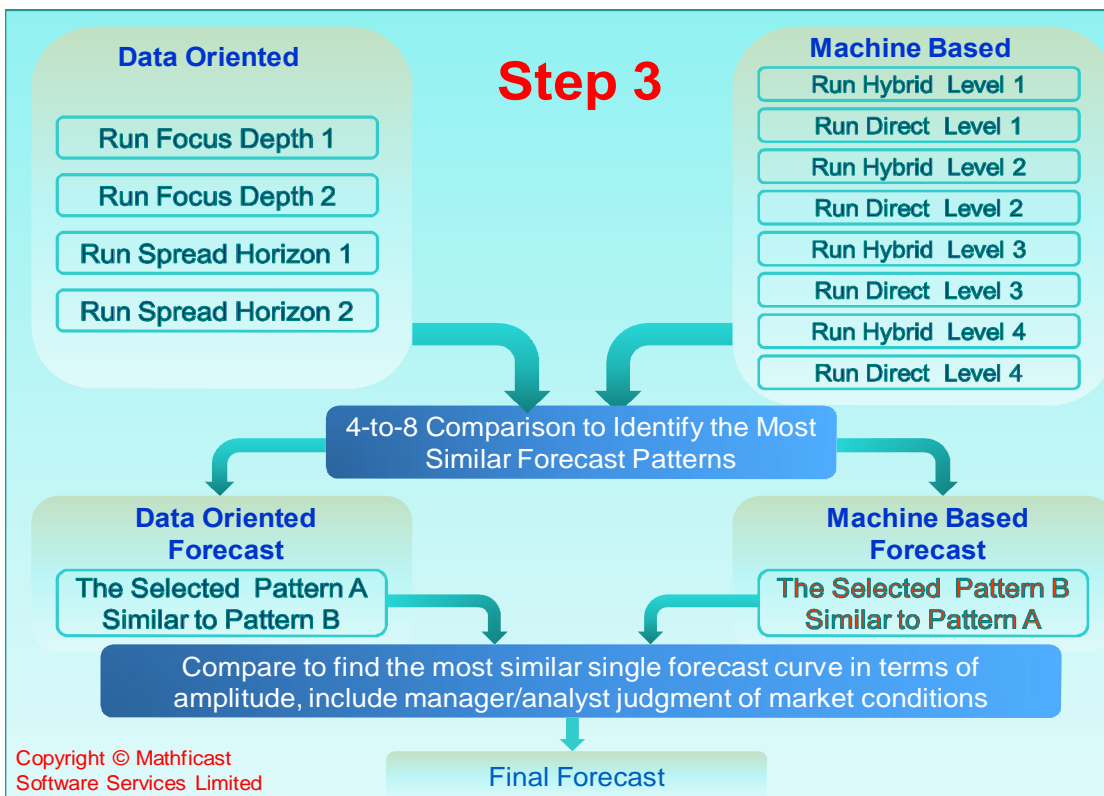 Data Oriented
Run Focus Depth 1
Run Focus Depth 2
Run Spread Horizon 1
Run Spread Horizon 2
Step 3
Machine Based
Run Hybrid Level 1
Run Direct Level 1
Run Hybrid Level 2
Run Direct Level 2
Run Hybrid Level 3
Run Direct Level 3
Run Hybrid Level 4
Run Direct Level 4
4-to-8 Comparison to Identify the Most
Similar Forecast Patterns
Data Oriented
Forecast
The Selected Pattern A
Similar to Pattern B
Machine Based
Forecast
The Selected Pattern B
Similar to Pattern A
Compare to find the most similar single forecast curve in terms of
amplitude, include manager/analyst judgment of market conditions
Final Forecast
Copyright © Mathficast
Software Services Limited